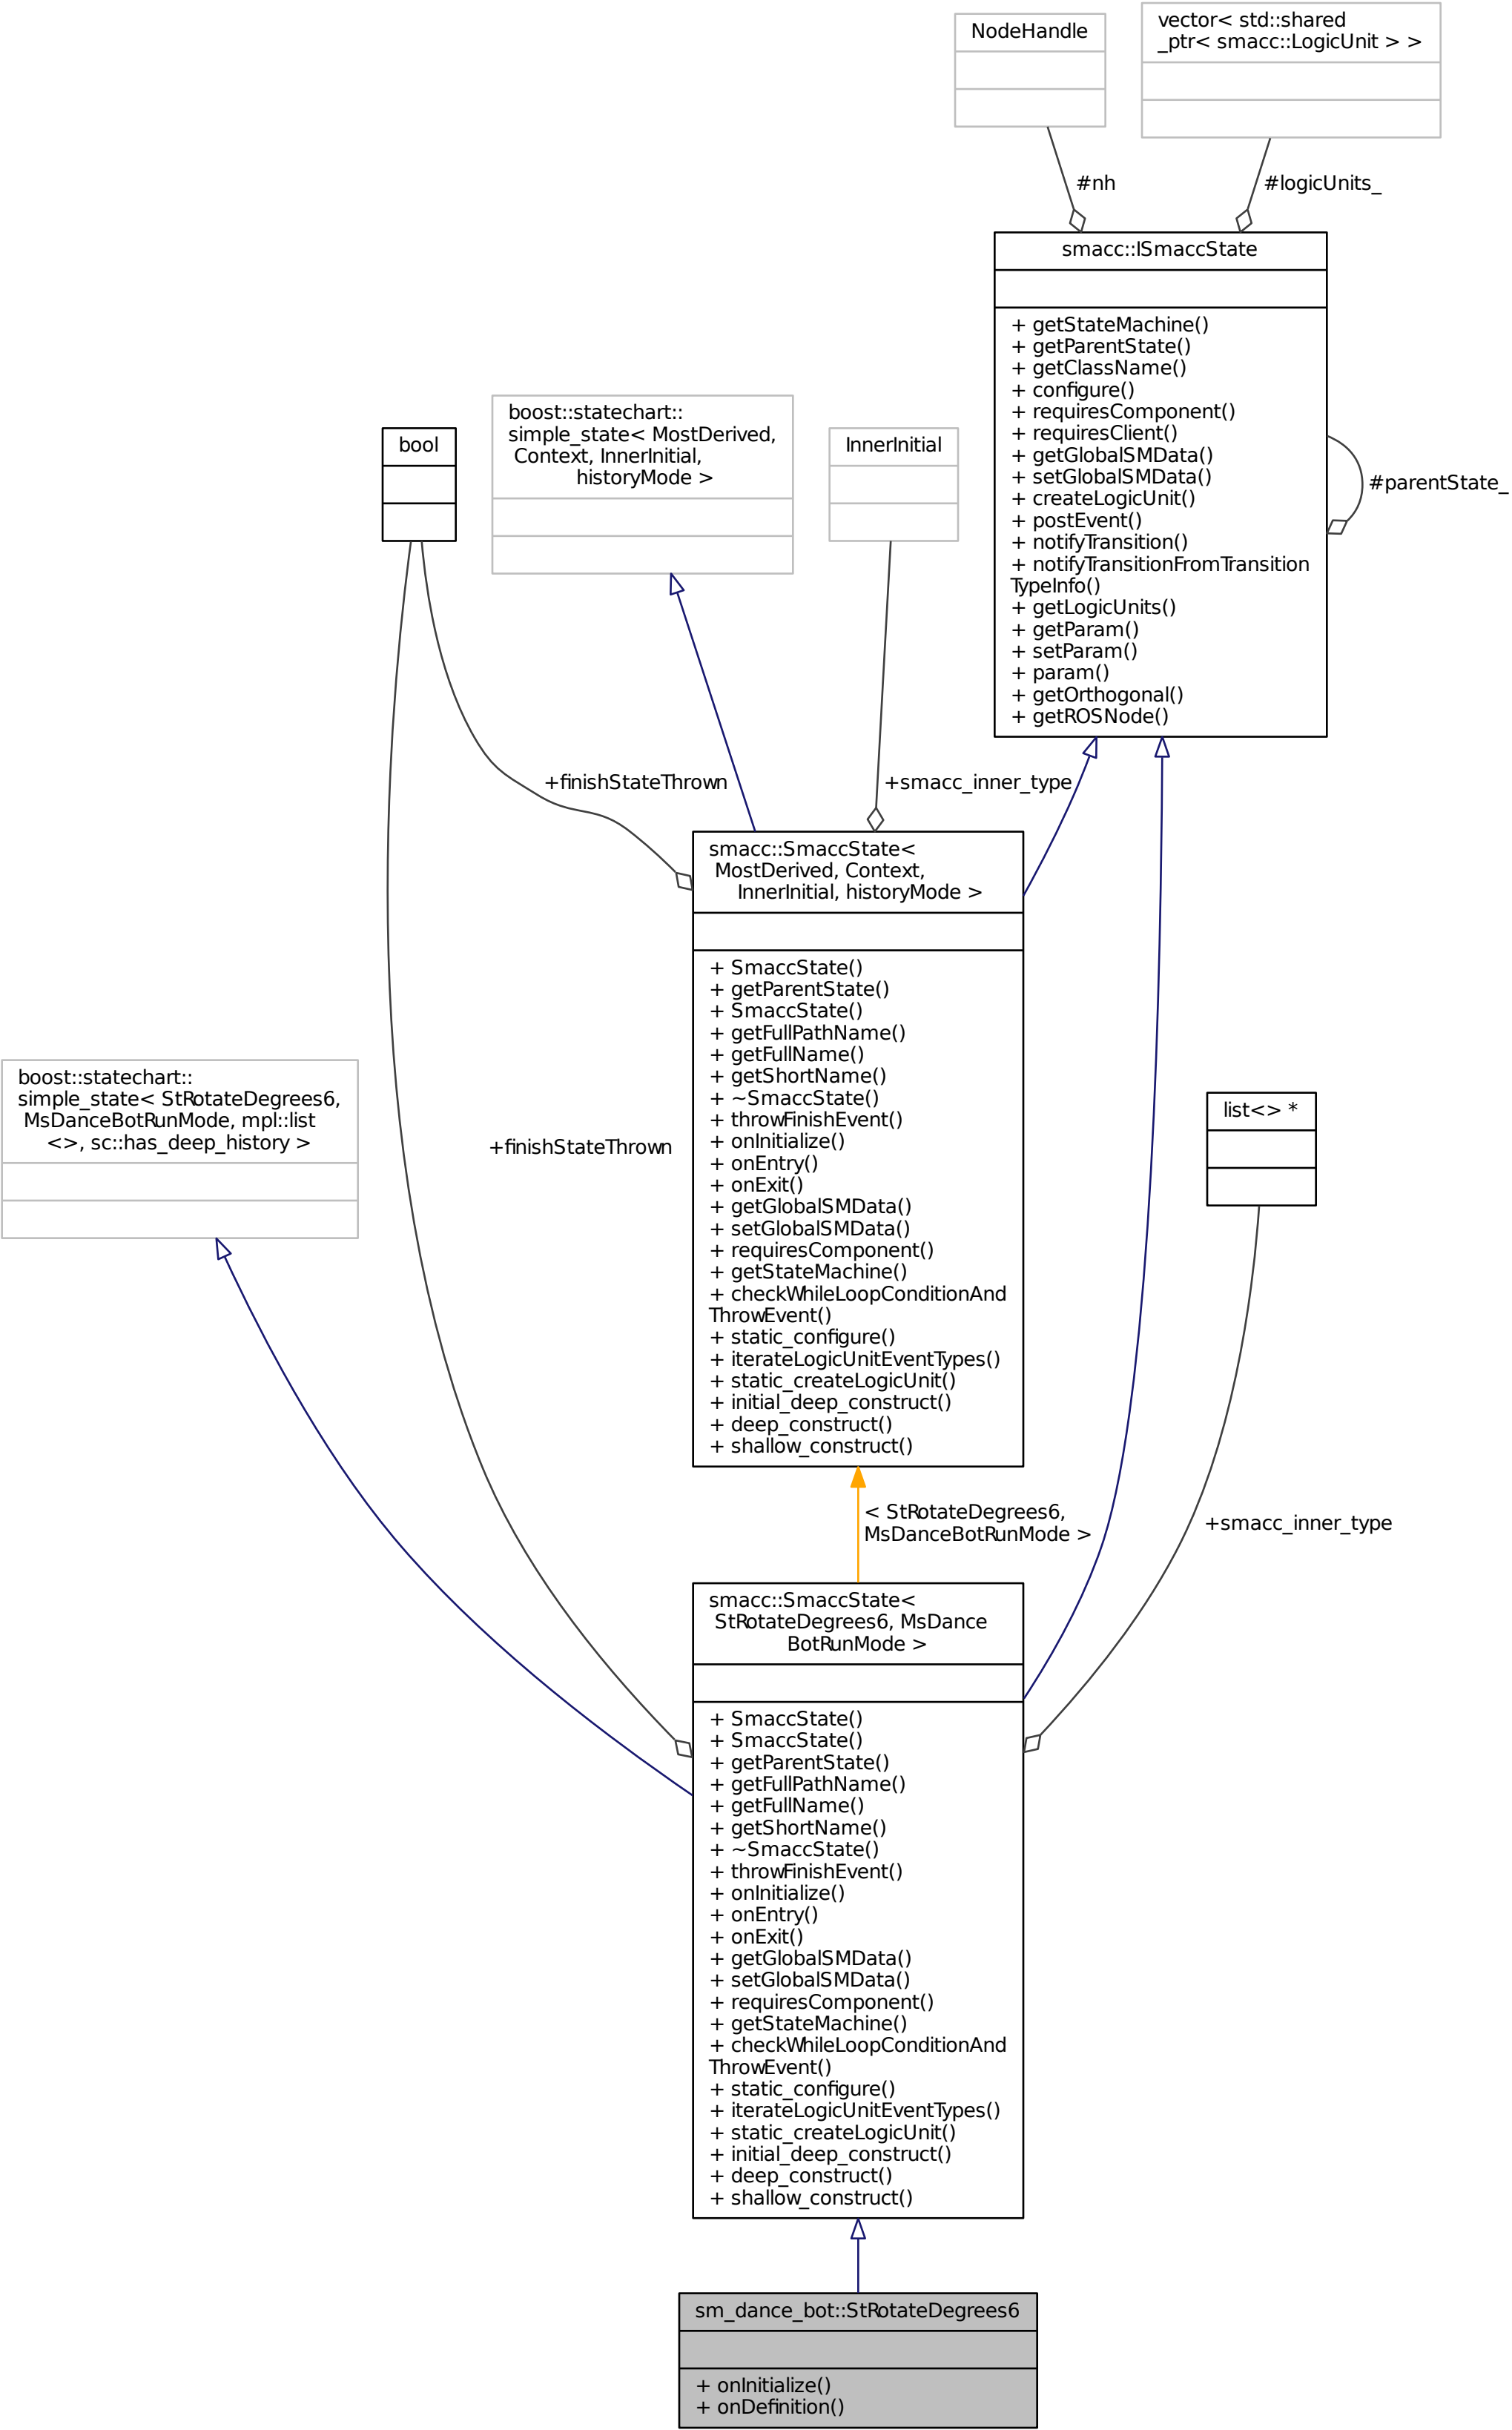 NodeHandle
vector< std::shared
_ptr< smacc::LogicUnit > >
#nh
#logicUnits_
smacc::ISmaccState
+ getStateMachine()
+ getParentState()
+ getClassName()
+ configure()
+ requiresComponent()
+ requiresClient()
+ getGlobalSMData()
+ setGlobalSMData()
+ createLogicUnit()
+ postEvent()
+ notifyTransition()
+ notifyTransitionFromTransition
TypeInfo()
+ getLogicUnits()
+ getParam()
+ setParam()
+ param()
+ getOrthogonal()
+ getROSNode()
#parentState_
bool
boost::statechart::
simple_state< MostDerived,
Context, InnerInitial,
historyMode >
InnerInitial
+finishStateThrown
+smacc_inner_type
smacc::SmaccState<
MostDerived, Context,
InnerInitial, historyMode >
+ SmaccState()
+ getParentState()
+ SmaccState()
+ getFullPathName()
+ getFullName()
+ getShortName()
+ ~SmaccState()
+ throwFinishEvent()
+ onInitialize()
+ onEntry()
+ onExit()
+ getGlobalSMData()
+ setGlobalSMData()
+ requiresComponent()
+ getStateMachine()
+ checkWhileLoopConditionAnd
ThrowEvent()
+ static_configure()
+ iterateLogicUnitEventTypes()
+ static_createLogicUnit()
+ initial_deep_construct()
+ deep_construct()
+ shallow_construct()
boost::statechart::
simple_state< StRotateDegrees6,
MsDanceBotRunMode, mpl::list
<>, sc::has_deep_history >
+finishStateThrown
list<> *
< StRotateDegrees6,
MsDanceBotRunMode >
+smacc_inner_type
smacc::SmaccState<
StRotateDegrees6, MsDance
BotRunMode >
+ SmaccState()
+ SmaccState()
+ getParentState()
+ getFullPathName()
+ getFullName()
+ getShortName()
+ ~SmaccState()
+ throwFinishEvent()
+ onInitialize()
+ onEntry()
+ onExit()
+ getGlobalSMData()
+ setGlobalSMData()
+ requiresComponent()
+ getStateMachine()
+ checkWhileLoopConditionAnd
ThrowEvent()
+ static_configure()
+ iterateLogicUnitEventTypes()
+ static_createLogicUnit()
+ initial_deep_construct()
+ deep_construct()
+ shallow_construct()
sm_dance_bot::StRotateDegrees6
+ onInitialize()
+ onDefinition()